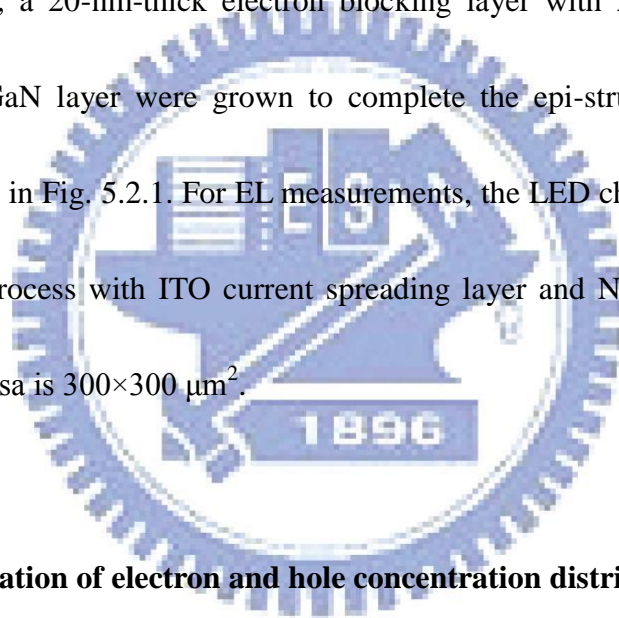 , a 20-nm-thick electron blocking layer with
GaN layer were grown to complete the epi-stru
in Fig. 5.2.1. For EL measurements, the LED ch
rocess with ITO current spreading layer and N
sa is 300×300 μm².
ES
1896
ation of electron and hole concentration distri